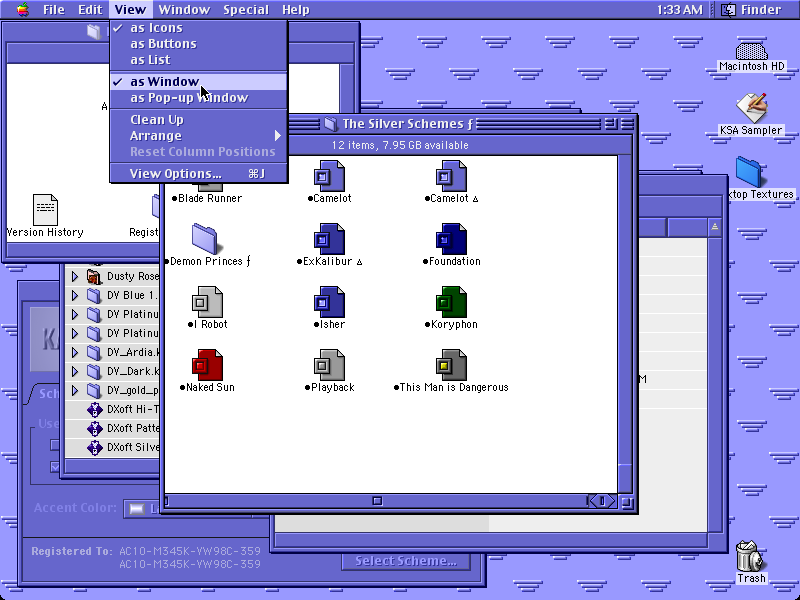 File Edit View Window Special Help 1:33 AM Finder
✓ as Icons
as Buttons
as List
✓ as Window
as Pop-up Window
Clean Up
Arrange
Reset Column Positions
View Options... ⌘J
Macintosh HD
KSA Sampler
ktop Textures
Trash
A
Version History
Regist
The Silver Schemes ƒ
12 items, 7.95 GB available
•Blade Runner
•Camelot
•Camelot ∆
•Demon Princes ƒ
•ExKalibur ∆
•Foundation
•I Robot
•Isher
•Koryphon
•Naked Sun
•Playback
•This Man is Dangerous
Dusty Rose
DV Blue 1.
DV Platinu
DV Platinu
DV_Ardia.k
DV_Dark.k
DV_gold_p
DXoft Hi-T
DXoft Patte
DXoft Silve
M
KA
Sch
Use
Accent Color: L
Registered To: AC10-M345K-YW98C-359
AC10-M345K-YW98C-359
Select Scheme...